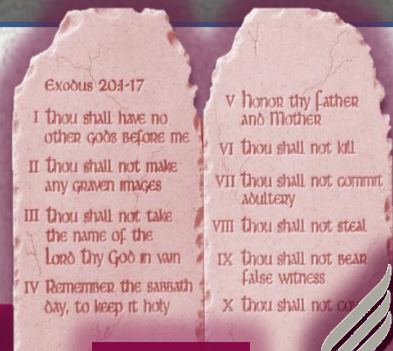 Exodus 20:1-17
I Thou shall have no
other gods before me
II Thou shall not make
any graven images
III Thou shall not take
the name of the
Lord thy God in vain
IV Remember the sabbath
day, to keep it holy
V Honor thy father
and Mother
VI Thou shall not kill
VII Thou shall not commit
adultery
VIII Thou shall not steal
IX Thou shall not bear
false witness
X Thou shall not